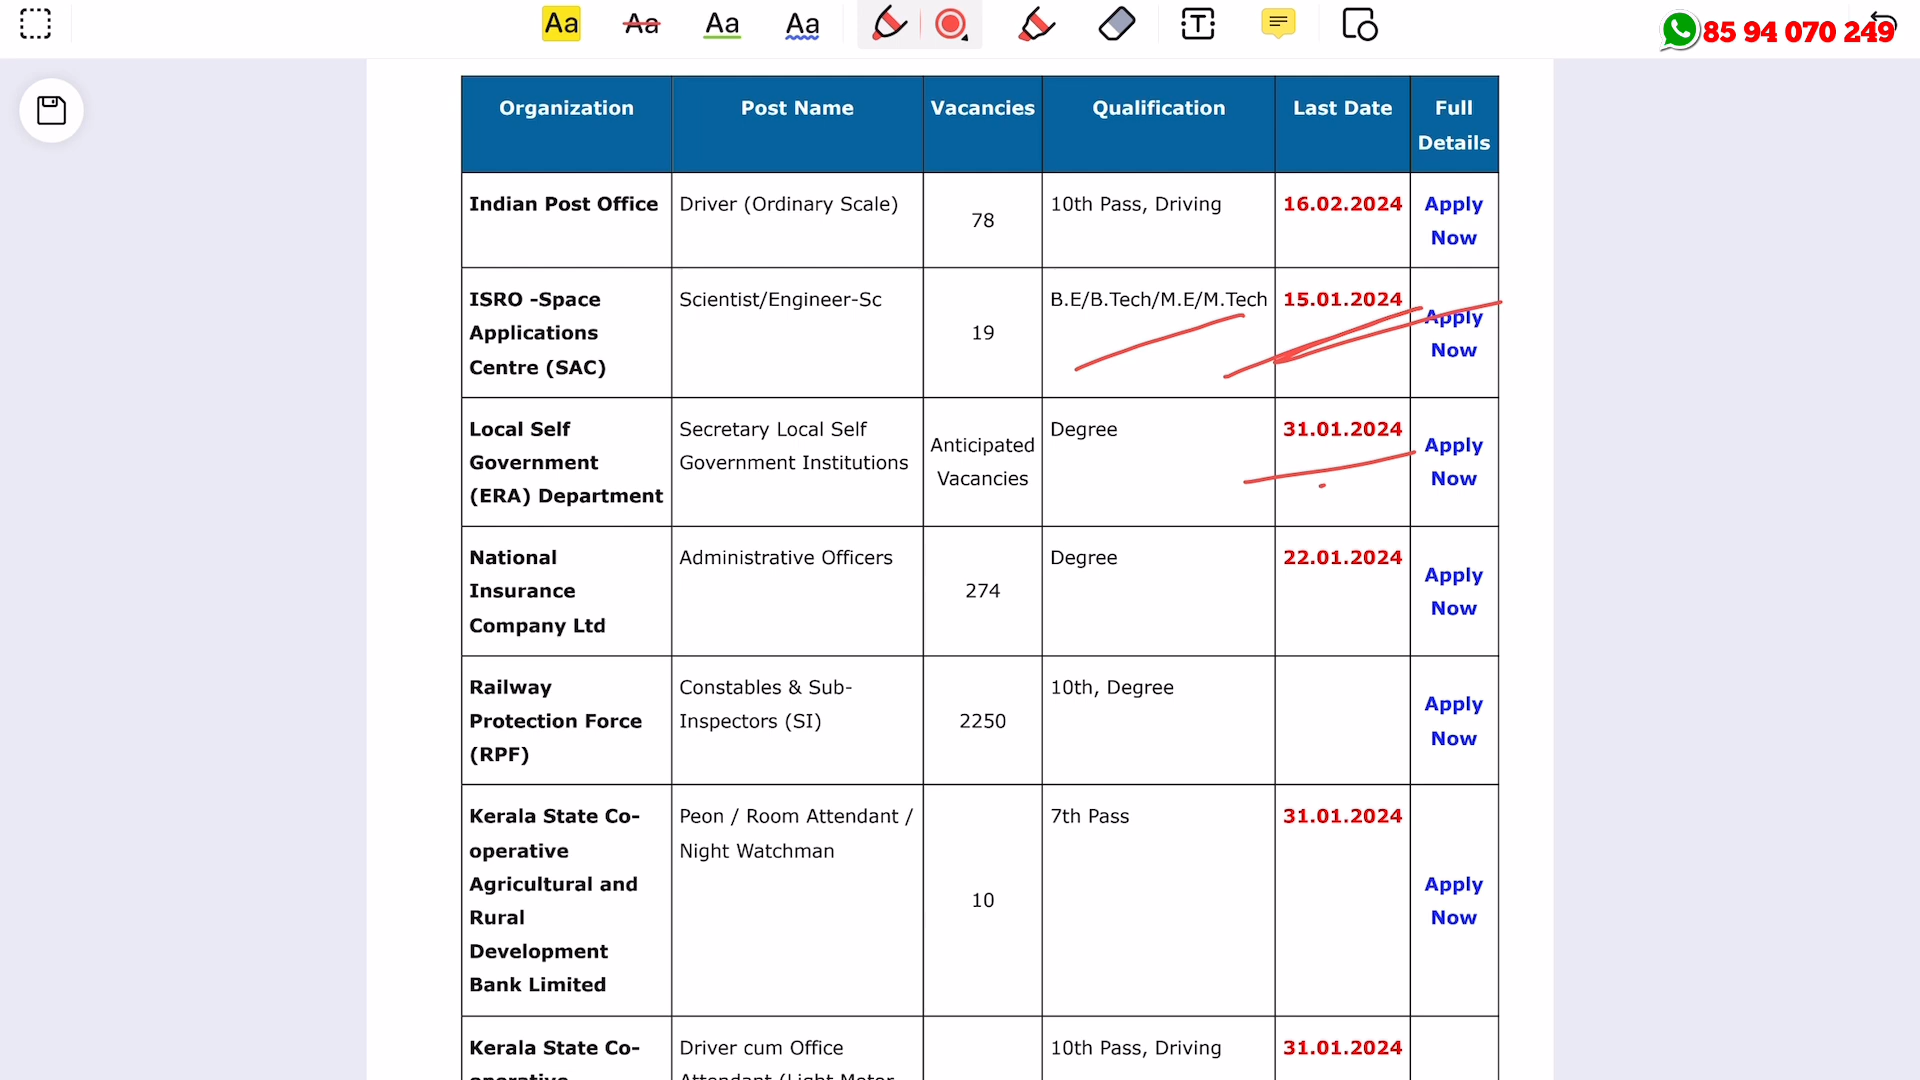 Aa Aa Aa Aa T
85 94 070 249
Organization Post Name Vacancies Qualification Last Date Full
Details
Indian Post Office Driver (Ordinary Scale) 78 10th Pass, Driving 16.02.2024 Apply
Now
ISRO -Space
Applications
Centre (SAC)
Scientist/Engineer-Sc
19
B.E/B.Tech/M.E/M.Tech
15.01.2024
Apply
Now
Local Self
Government
(ERA) Department
Secretary Local Self
Government Institutions
Anticipated
Vacancies
Degree
31.01.2024
Apply
Now
National
Insurance
Company Ltd
Administrative Officers
274
Degree
22.01.2024
Apply
Now
Railway
Protection Force
(RPF)
Constables & Sub-
Inspectors (SI)
2250
10th, Degree
Apply
Now
Kerala State Co-
operative
Agricultural and
Rural
Development
Bank Limited
Peon / Room Attendant /
Night Watchman
10
7th Pass
31.01.2024
Apply
Now
Kerala State Co-
operative
Driver cum Office
Attendant (Light Motor
10th Pass, Driving
31.01.2024